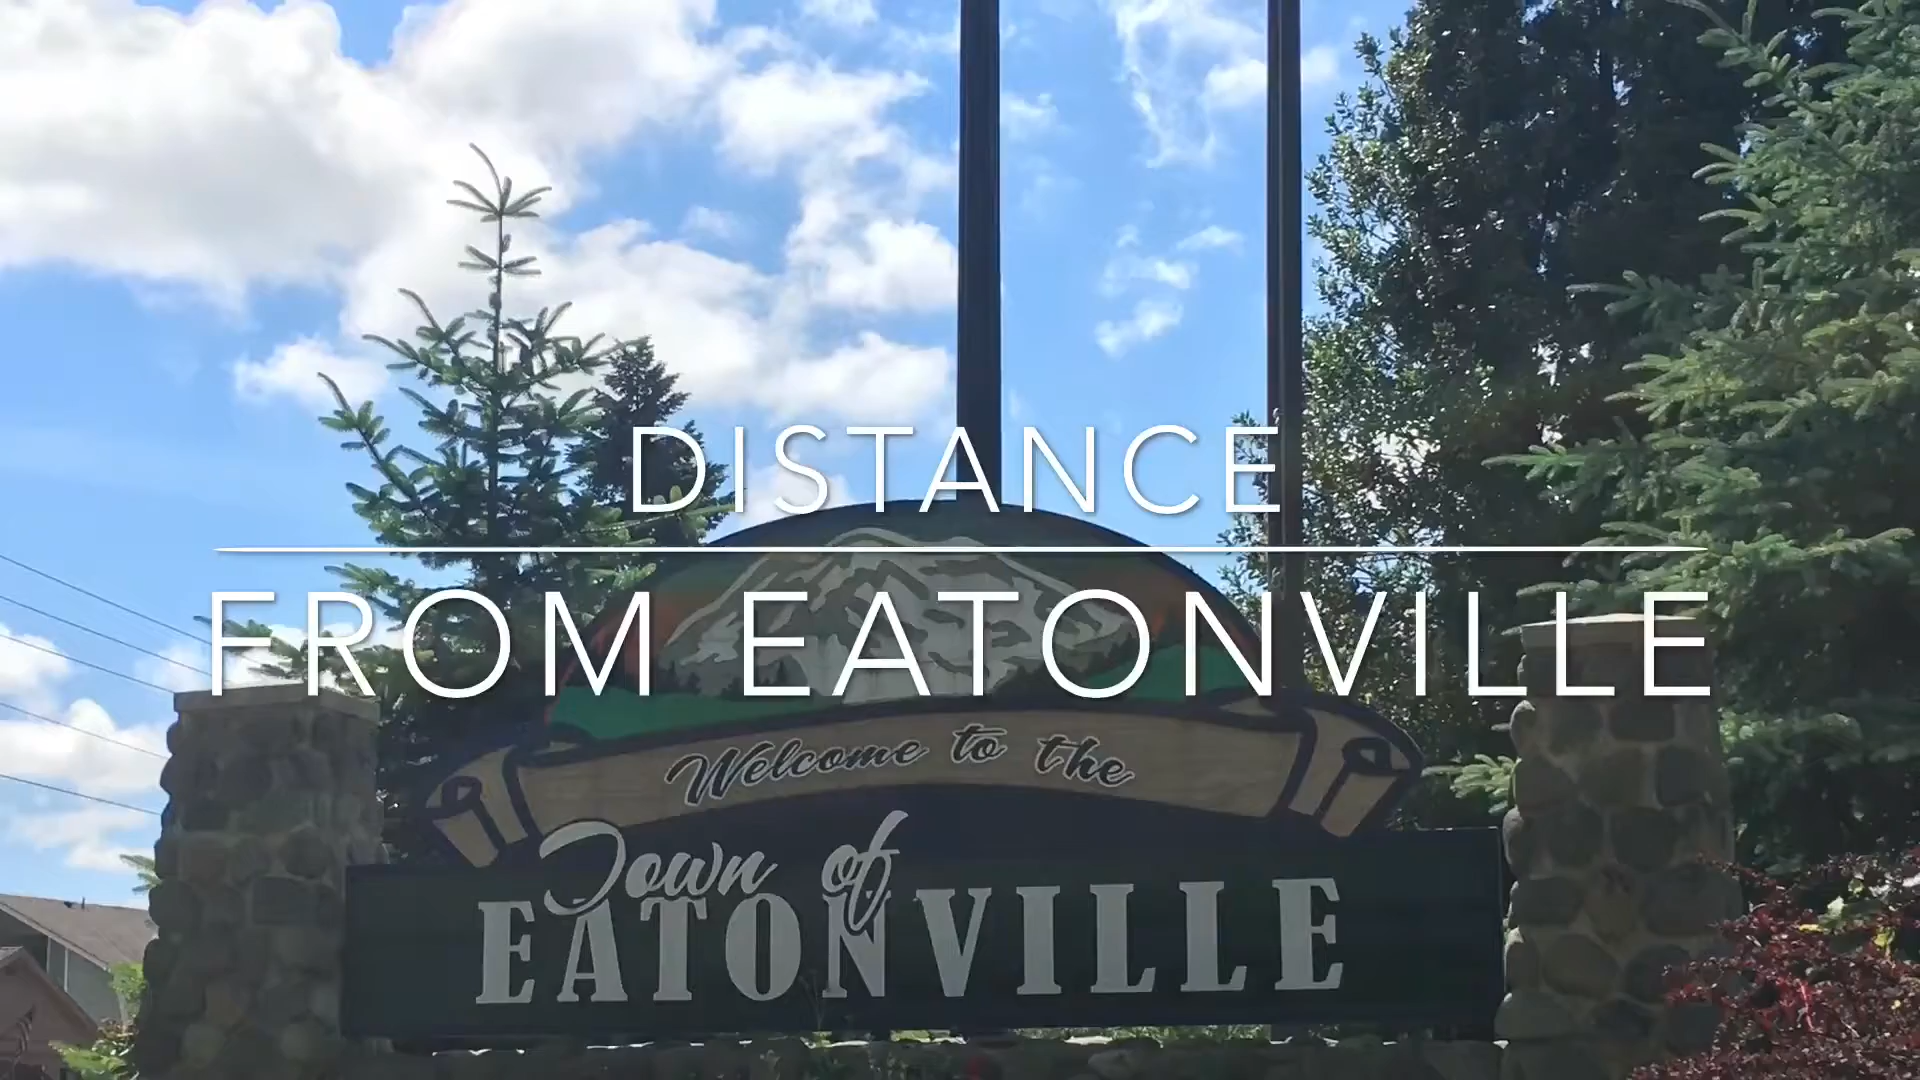 DISTANCE
FROM EATONVILLE
Welcome to the
Town of
EATONVILLE